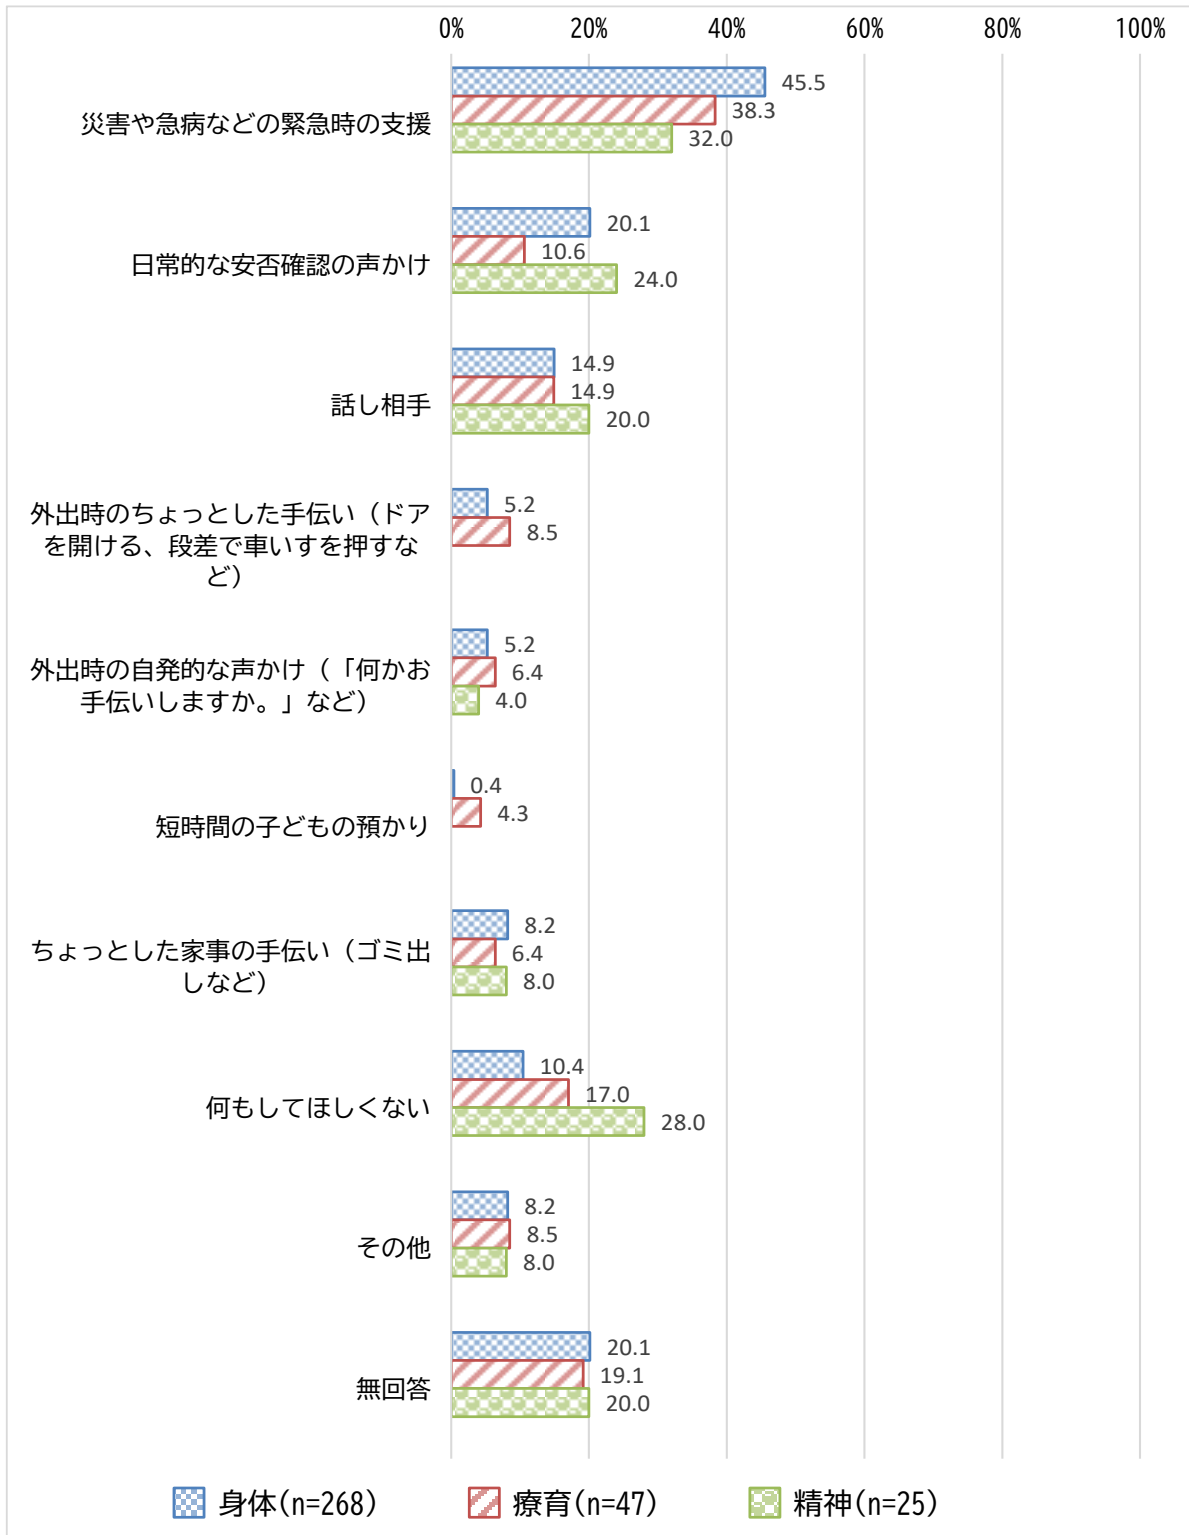 0% 20% 40% 60% 80% 100%
災害や急病などの緊急時の支援
45.5
38.3
32.0
日常的な安否確認の声かけ
20.1
10.6
24.0
話し相手
14.9
14.9
20.0
外出時のちょっとした手伝い（ドア
を開ける、段差で車いすを押すな
ど）
5.2
8.5
外出時の自発的な声かけ（「何かお
手伝いしますか。」など）
5.2
6.4
4.0
短時間の子どもの預かり
0.4
4.3
ちょっとした家事の手伝い（ゴミ出
しなど）
8.2
6.4
8.0
何もしてほしくない
10.4
17.0
28.0
その他
8.2
8.5
8.0
無回答
20.1
19.1
20.0
身体(n=268) 療育(n=47) 精神(n=25)